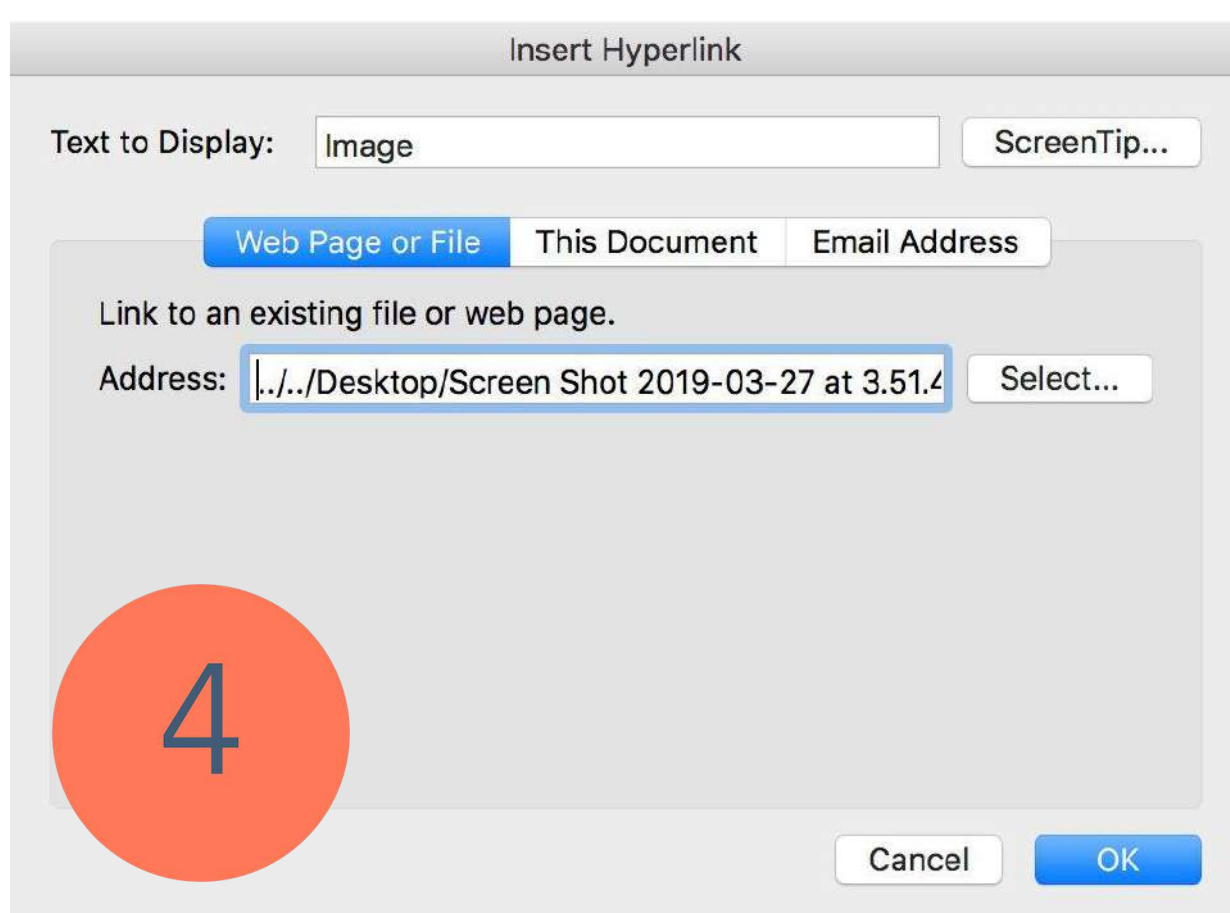 Insert Hyperlink
Text to Display: Image ScreenTip...
Web Page or File This Document Email Address
Link to an existing file or web page.
Address: ../../Desktop/Screen Shot 2019-03-27 at 3.51.4 Select...
4
Cancel OK